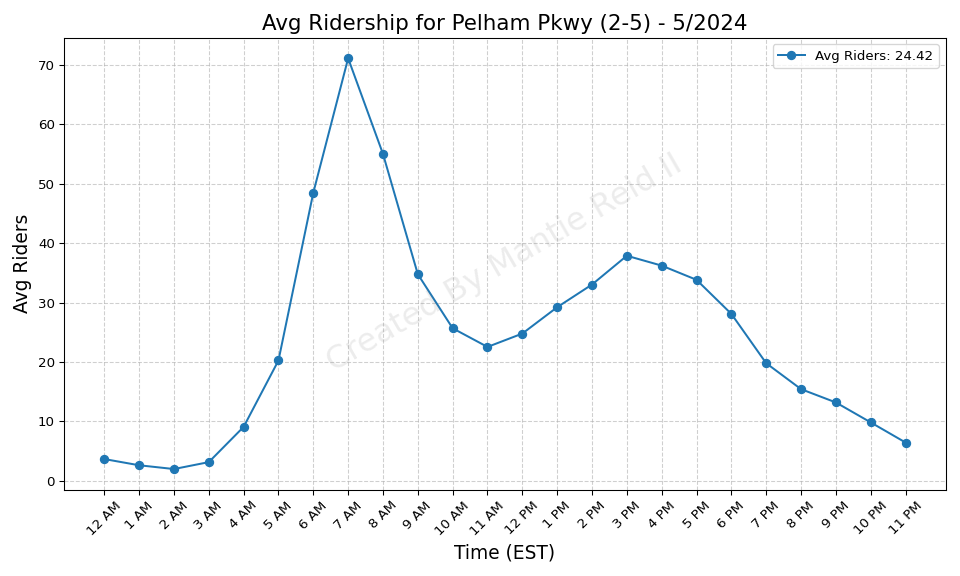 Avg Ridership for Pelham Pkwy (2-5) - 5/2024
Avg Riders: 24.42
Avg Riders
70
60
50
40
30
20
10
0
Created By Mantle Reid II
12 AM
1 AM
2 AM
3 AM
4 AM
5 AM
6 AM
7 AM
8 AM
9 AM
10 AM
11 AM
12 PM
1 PM
2 PM
3 PM
4 PM
5 PM
6 PM
7 PM
8 PM
9 PM
10 PM
11 PM
Time (EST)